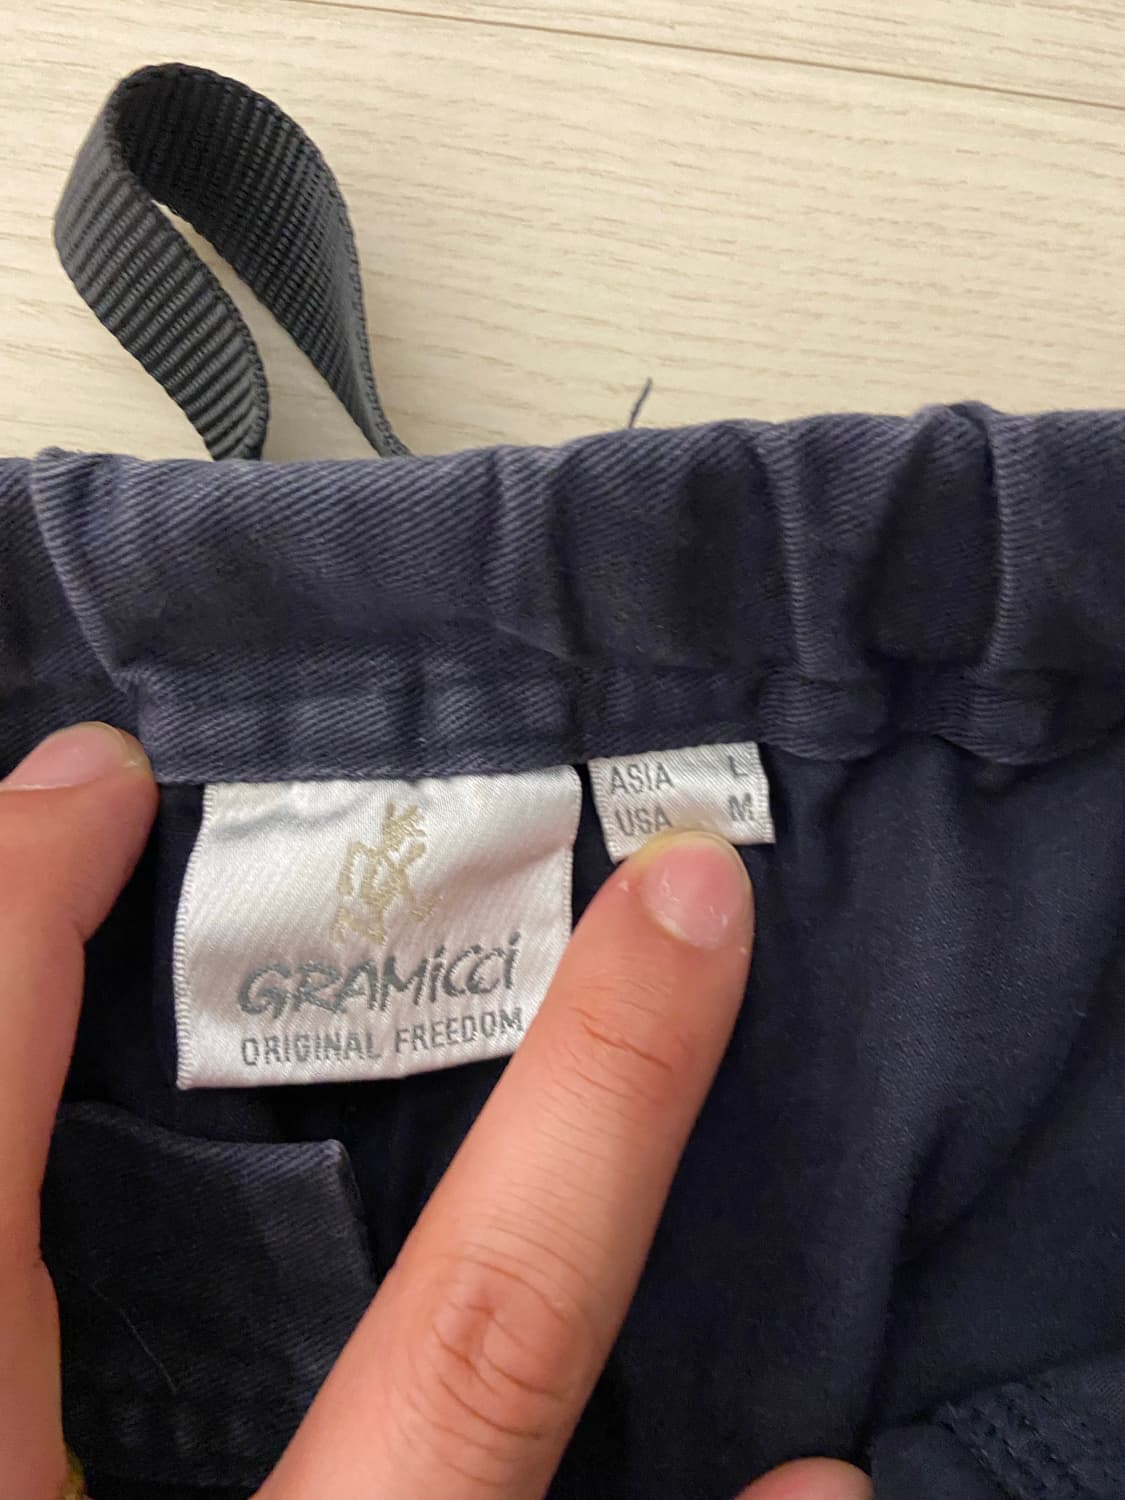 GRAMiCCi
ORIGINAL FREEDOM
ASIA L
USA M